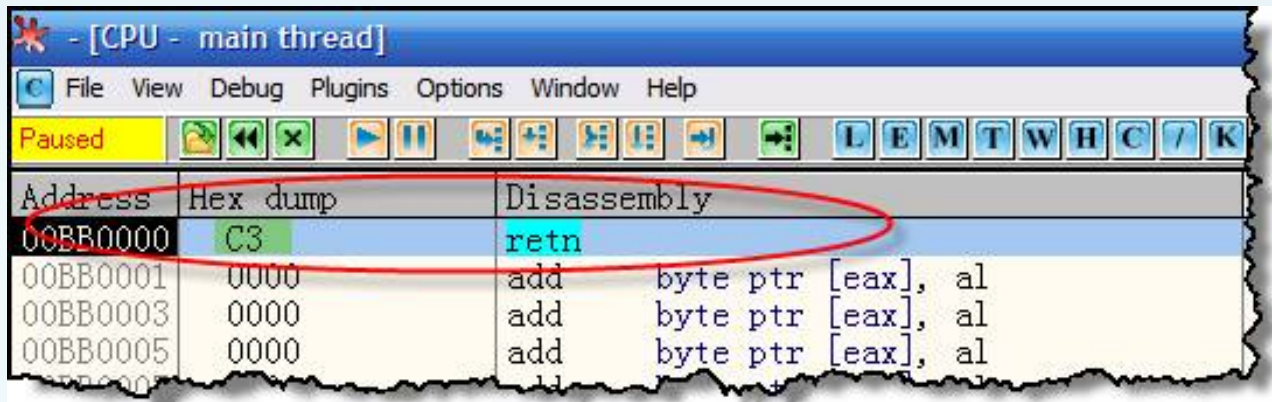 - [CPU - main thread]
C File View Debug Plugins Options Window Help
Paused L E M T W H C / K
Address Hex dump Disassembly
00BB0000 C3 retn
00BB0001 0000 add byte ptr [eax], al
00BB0003 0000 add byte ptr [eax], al
00BB0005 0000 add byte ptr [eax], al